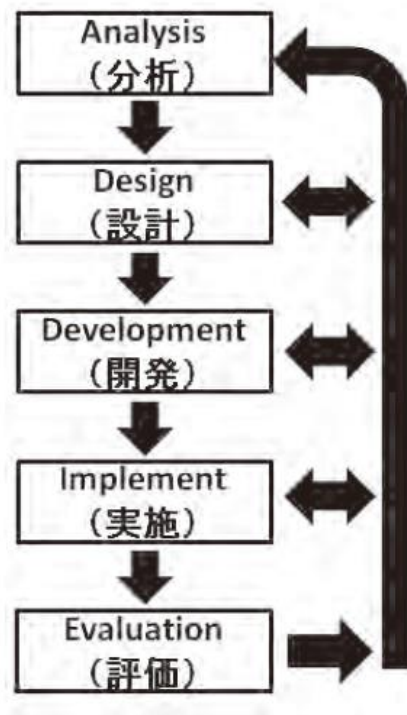 Analysis
（分析）
Design
（設計）
Development
（開発）
Implement
（実施）
Evaluation
（評価）